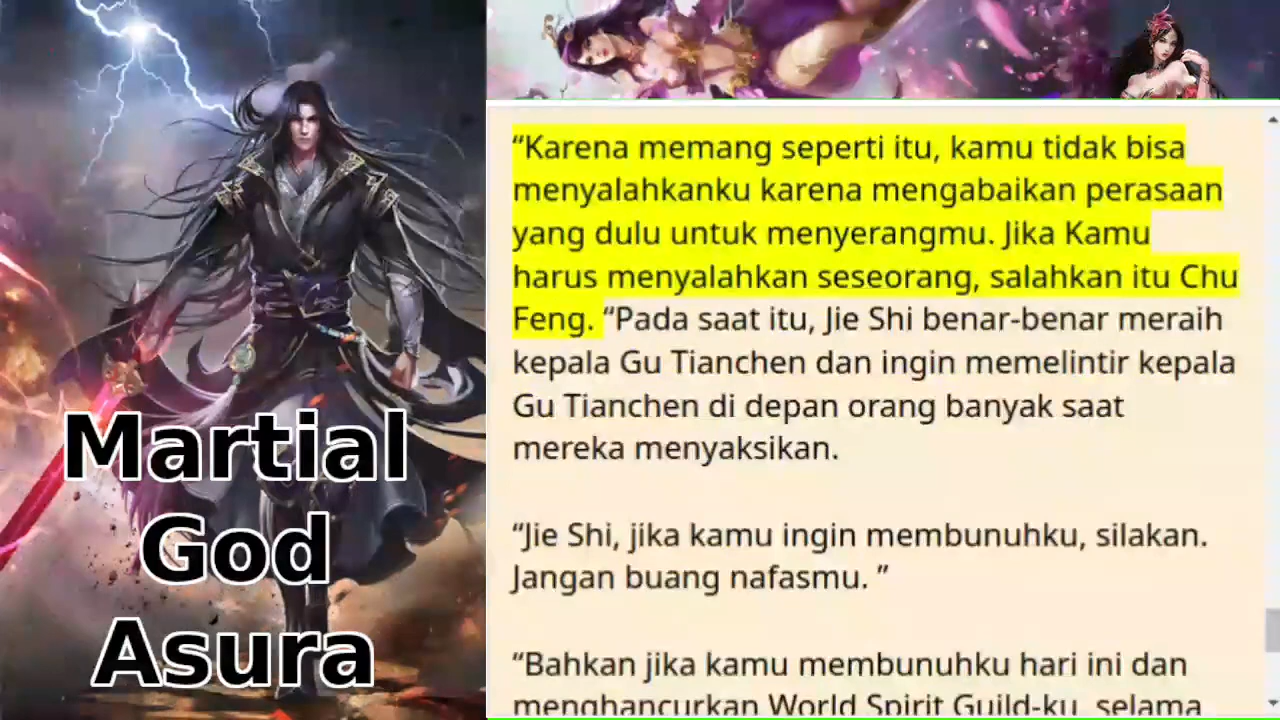 Martial
God
Asura
“Karena memang seperti itu, kamu tidak bisa
menyalahkanku karena mengabaikan perasaan
yang dulu untuk menyerangmu. Jika Kamu
harus menyalahkan seseorang, salahkan itu Chu
Feng. “Pada saat itu, Jie Shi benar-benar meraih
kepala Gu Tianchen dan ingin memelintir kepala
Gu Tianchen di depan orang banyak saat
mereka menyaksikan.
“Jie Shi, jika kamu ingin membunuhku, silakan.
Jangan buang nafasmu. ”
“Bahkan jika kamu membunuhku hari ini dan
menghancurkan World Spirit Guild-ku, selama